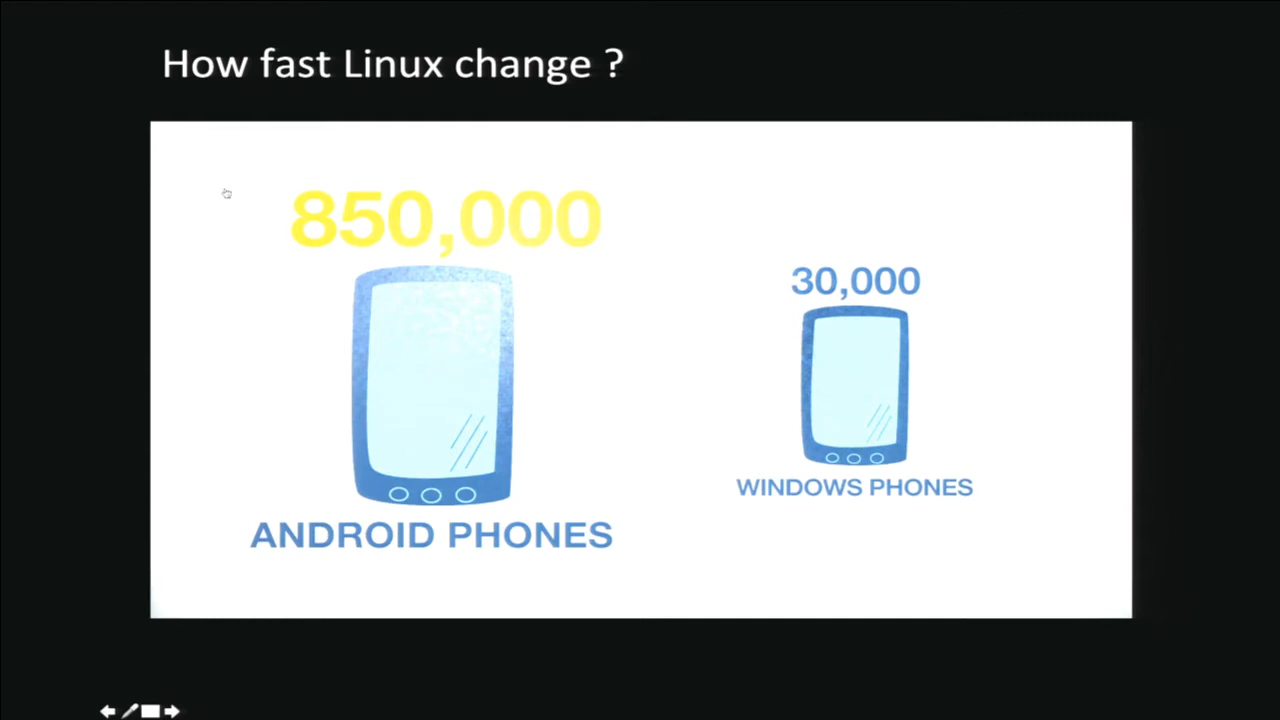 How fast Linux change ?
850,000
ANDROID PHONES
30,000
WINDOWS PHONES